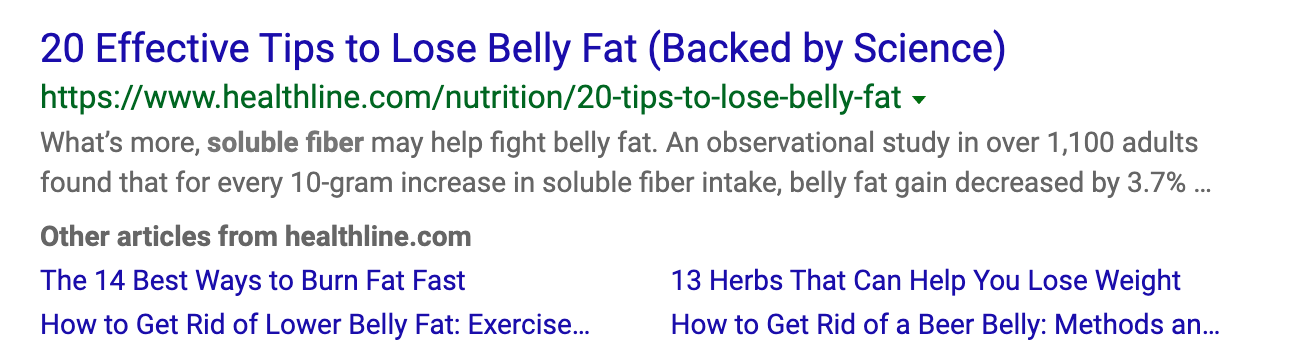 20 Effective Tips to Lose Belly Fat (Backed by Science)
https://www.healthline.com/nutrition/20-tips-to-lose-belly-fat
What’s more, soluble fiber may help fight belly fat. An observational study in over 1,100 adults
found that for every 10-gram increase in soluble fiber intake, belly fat gain decreased by 3.7% ...
Other articles from healthline.com
The 14 Best Ways to Burn Fat Fast
13 Herbs That Can Help You Lose Weight
How to Get Rid of Lower Belly Fat: Exercise...
How to Get Rid of a Beer Belly: Methods an...